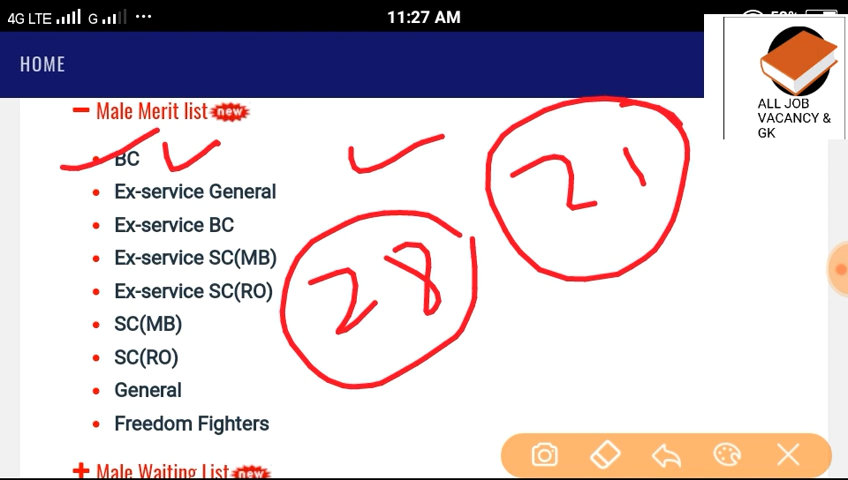 4G LTE G ... 11:27 AM
HOME
ALL JOB
VACANCY &
GK
Male Merit list new
BC
Ex-service General
Ex-service BC
Ex-service SC(MB)
Ex-service SC(RO)
SC(MB)
SC(RO)
General
Freedom Fighters
Male Waiting List new
21
28